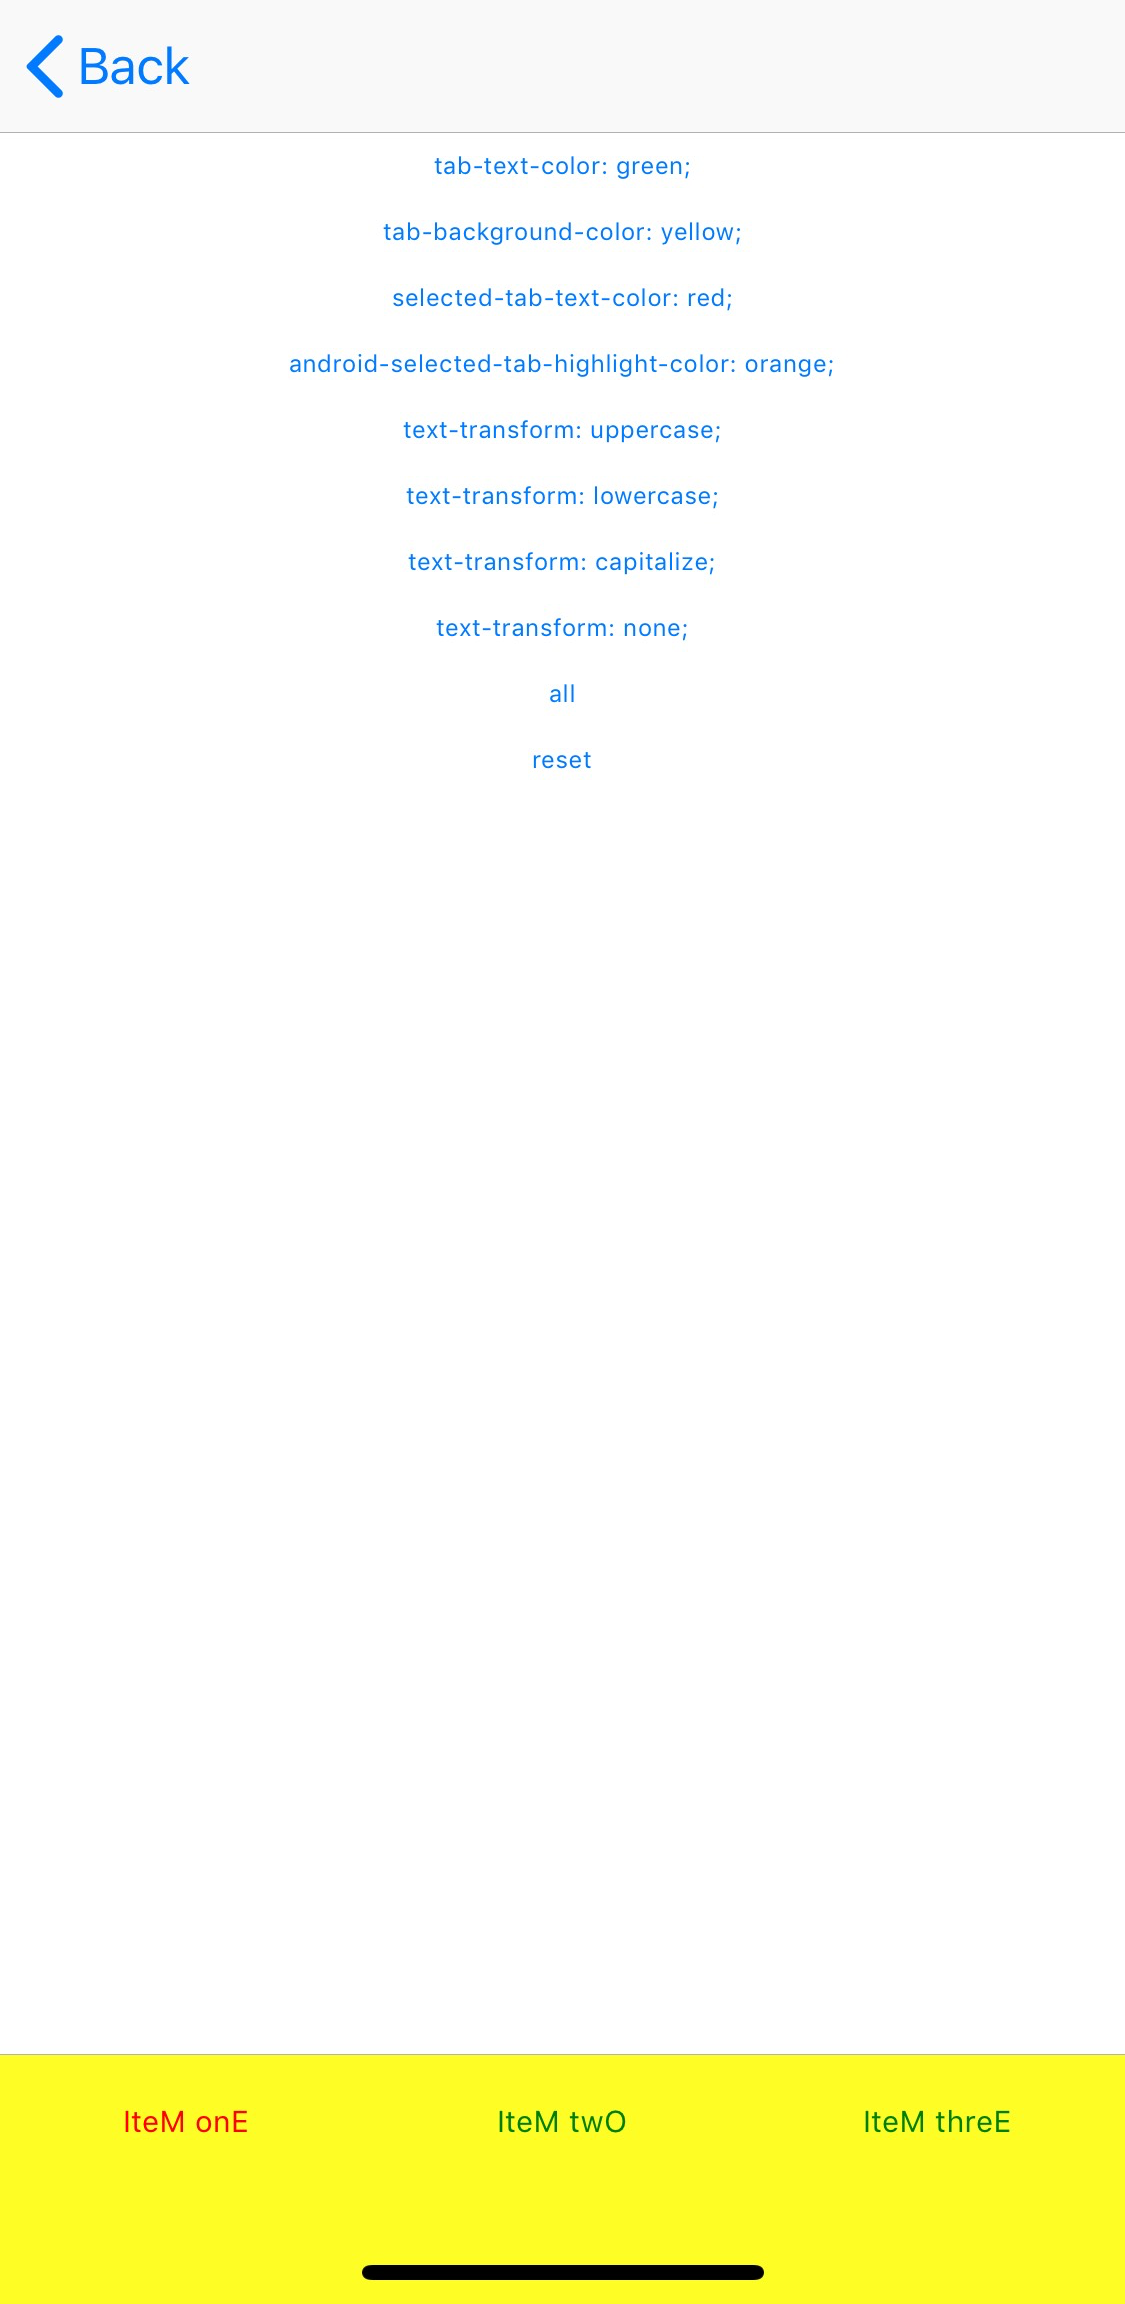 Back
tab-text-color: green;
tab-background-color: yellow;
selected-tab-text-color: red;
android-selected-tab-highlight-color: orange;
text-transform: uppercase;
text-transform: lowercase;
text-transform: capitalize;
text-transform: none;
all
reset
IteM onE IteM twO IteM threE